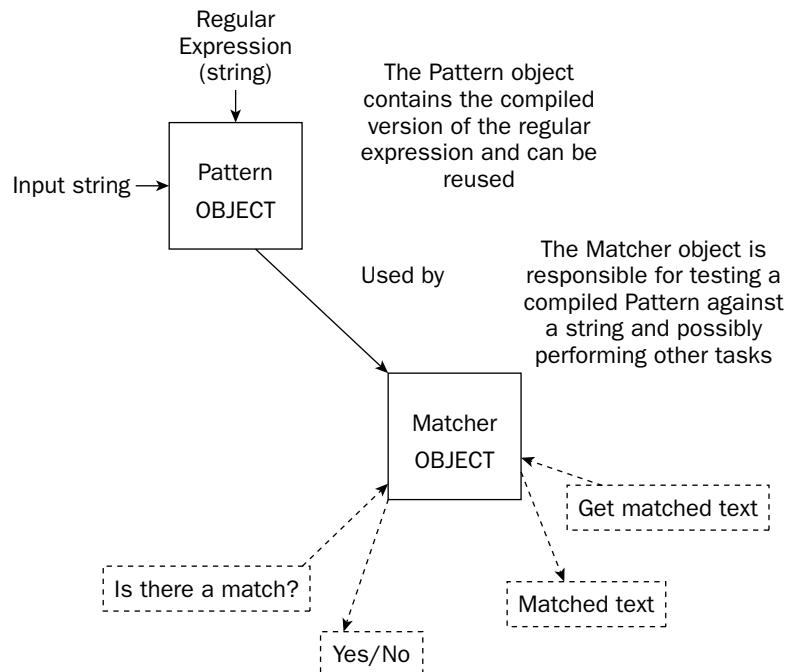 Regular
Expression
(string)
The Pattern object
contains the compiled
version of the regular
expression and can be
reused
Input string
Pattern
OBJECT
Used by
The Matcher object is
responsible for testing a
compiled Pattern against
a string and possibly
performing other tasks
Matcher
OBJECT
Get matched text
Is there a match?
Matched text
Yes/No